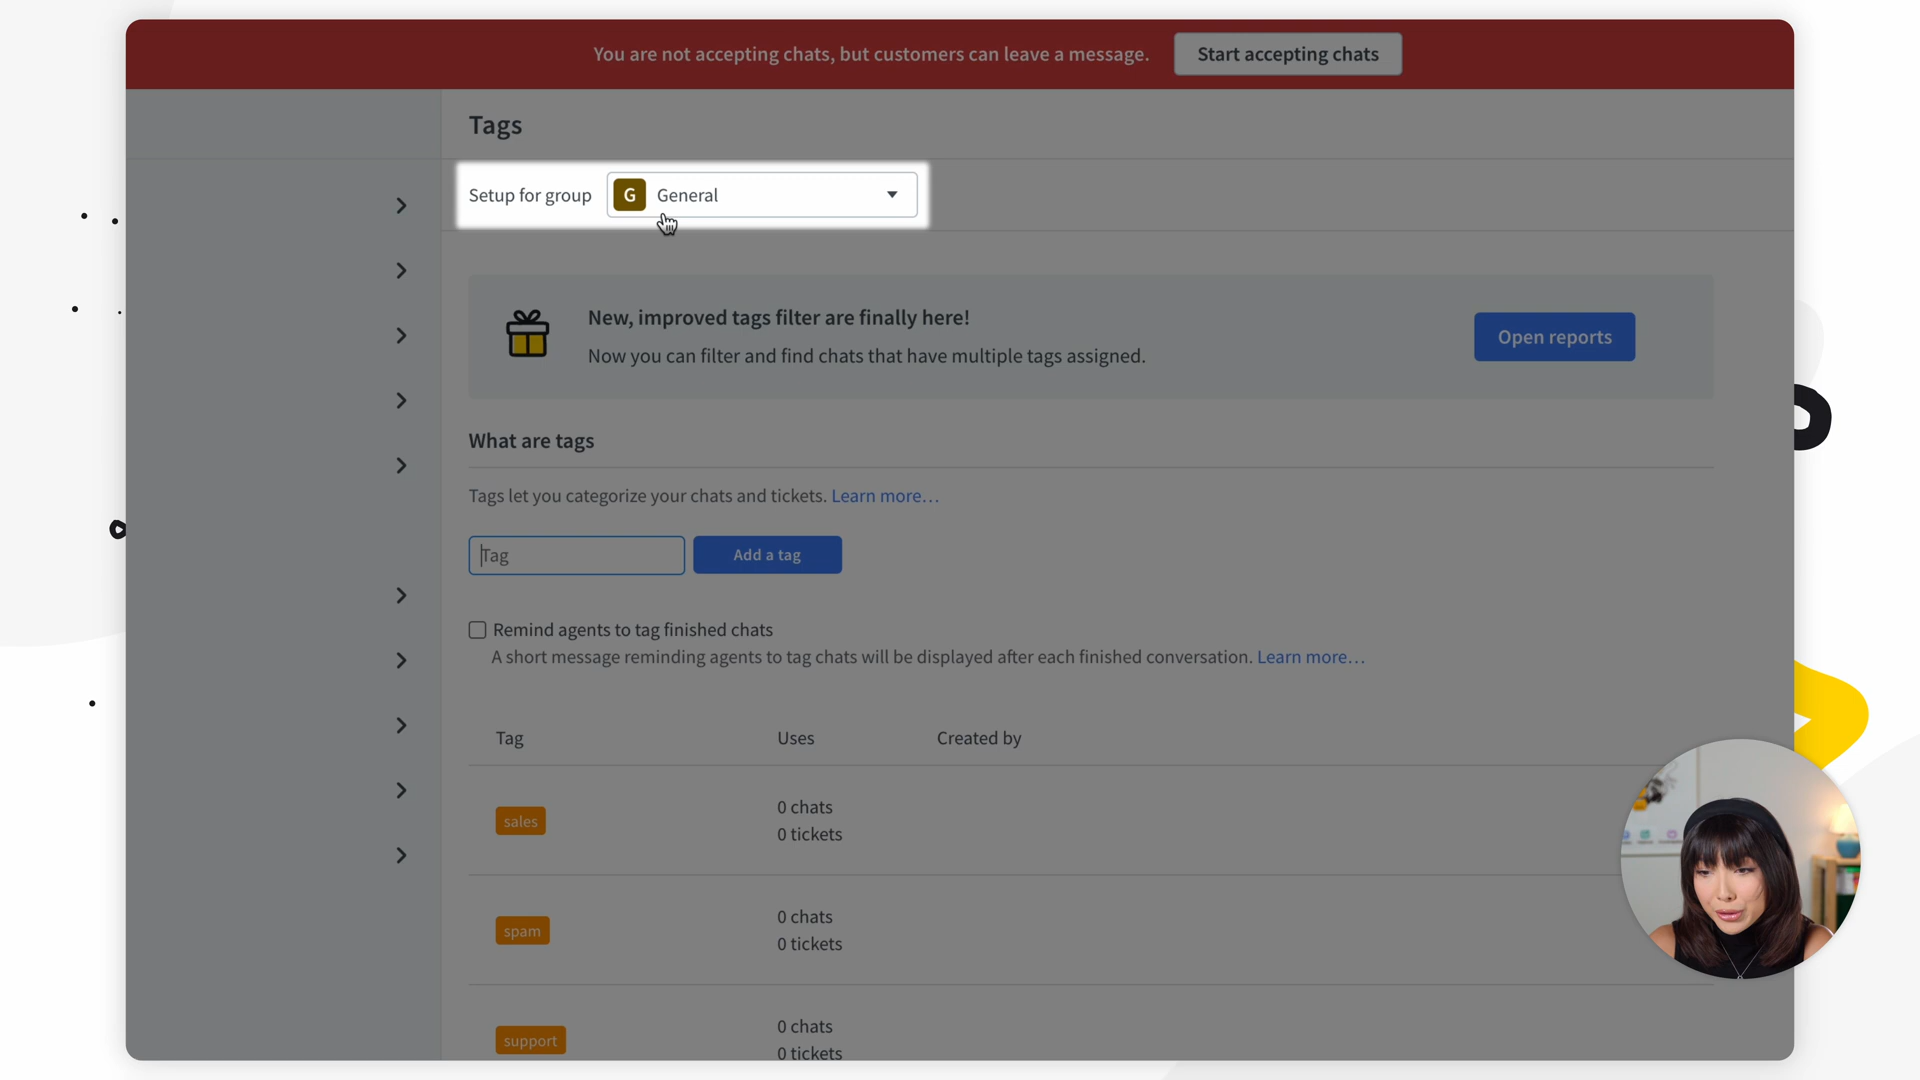 You are not accepting chats, but customers can leave a message.
Start accepting chats
Tags
Setup for group
G
General
New, improved tags filter are finally here!
Now you can filter and find chats that have multiple tags assigned.
Open reports
What are tags
Tags let you categorize your chats and tickets. Learn more…
Tag
Add a tag
Remind agents to tag finished chats
A short message reminding agents to tag chats will be displayed after each finished conversation. Learn more…
Tag
Uses
Created by
sales
0 chats
0 tickets
spam
0 chats
0 tickets
support
0 chats
0 tickets